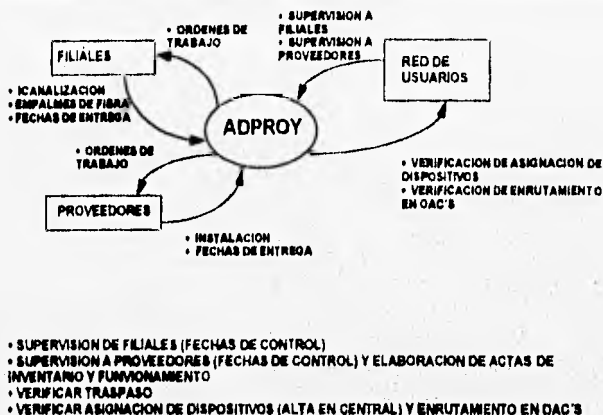 • ORDENES DE
TRABAJO
• SUPERVISION A
FILIALES
• SUPERVISION A
PROVEEDORES
FILIALES
RED DE
USUARIOS
• ICANALIZACION
• EMPALMES DE FIBRA
• FECHAS DE ENTREGA
ADPROY
• ORDENES DE
TRABAJO
• VERIFICACION DE ASIGNACION DE
DISPOSITIVOS
• VERIFICACION DE ENRUTAMIENTO
EN OAC'S
PROVEEDORES
• INSTALACION
• FECHAS DE ENTREGA
• SUPERVISION DE FILIALES (FECHAS DE CONTROL)
• SUPERVISION A PROVEEDORES (FECHAS DE CONTROL) Y ELABORACION DE ACTAS DE
INVENTARIO Y FUNVIONAMIENTO
• VERIFICAR TRASPASO
• VERIFICAR ASIGNACION DE DISPOSITIVOS (ALTA EN CENTRAL) Y ENRUTAMIENTO EN OAC'S